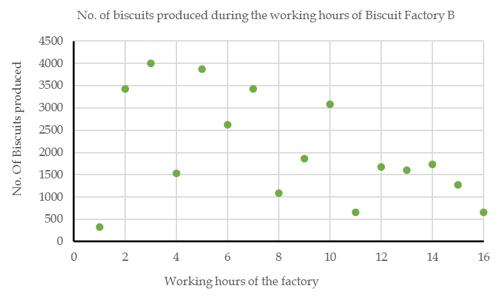 No. of biscuits produced during the working hours of Biscuit Factory B
No. Of Biscuits produced
4500
4000
3500
3000
2500
2000
1500
1000
500
0
0 2 4 6 8 10 12 14 16
Working hours of the factory